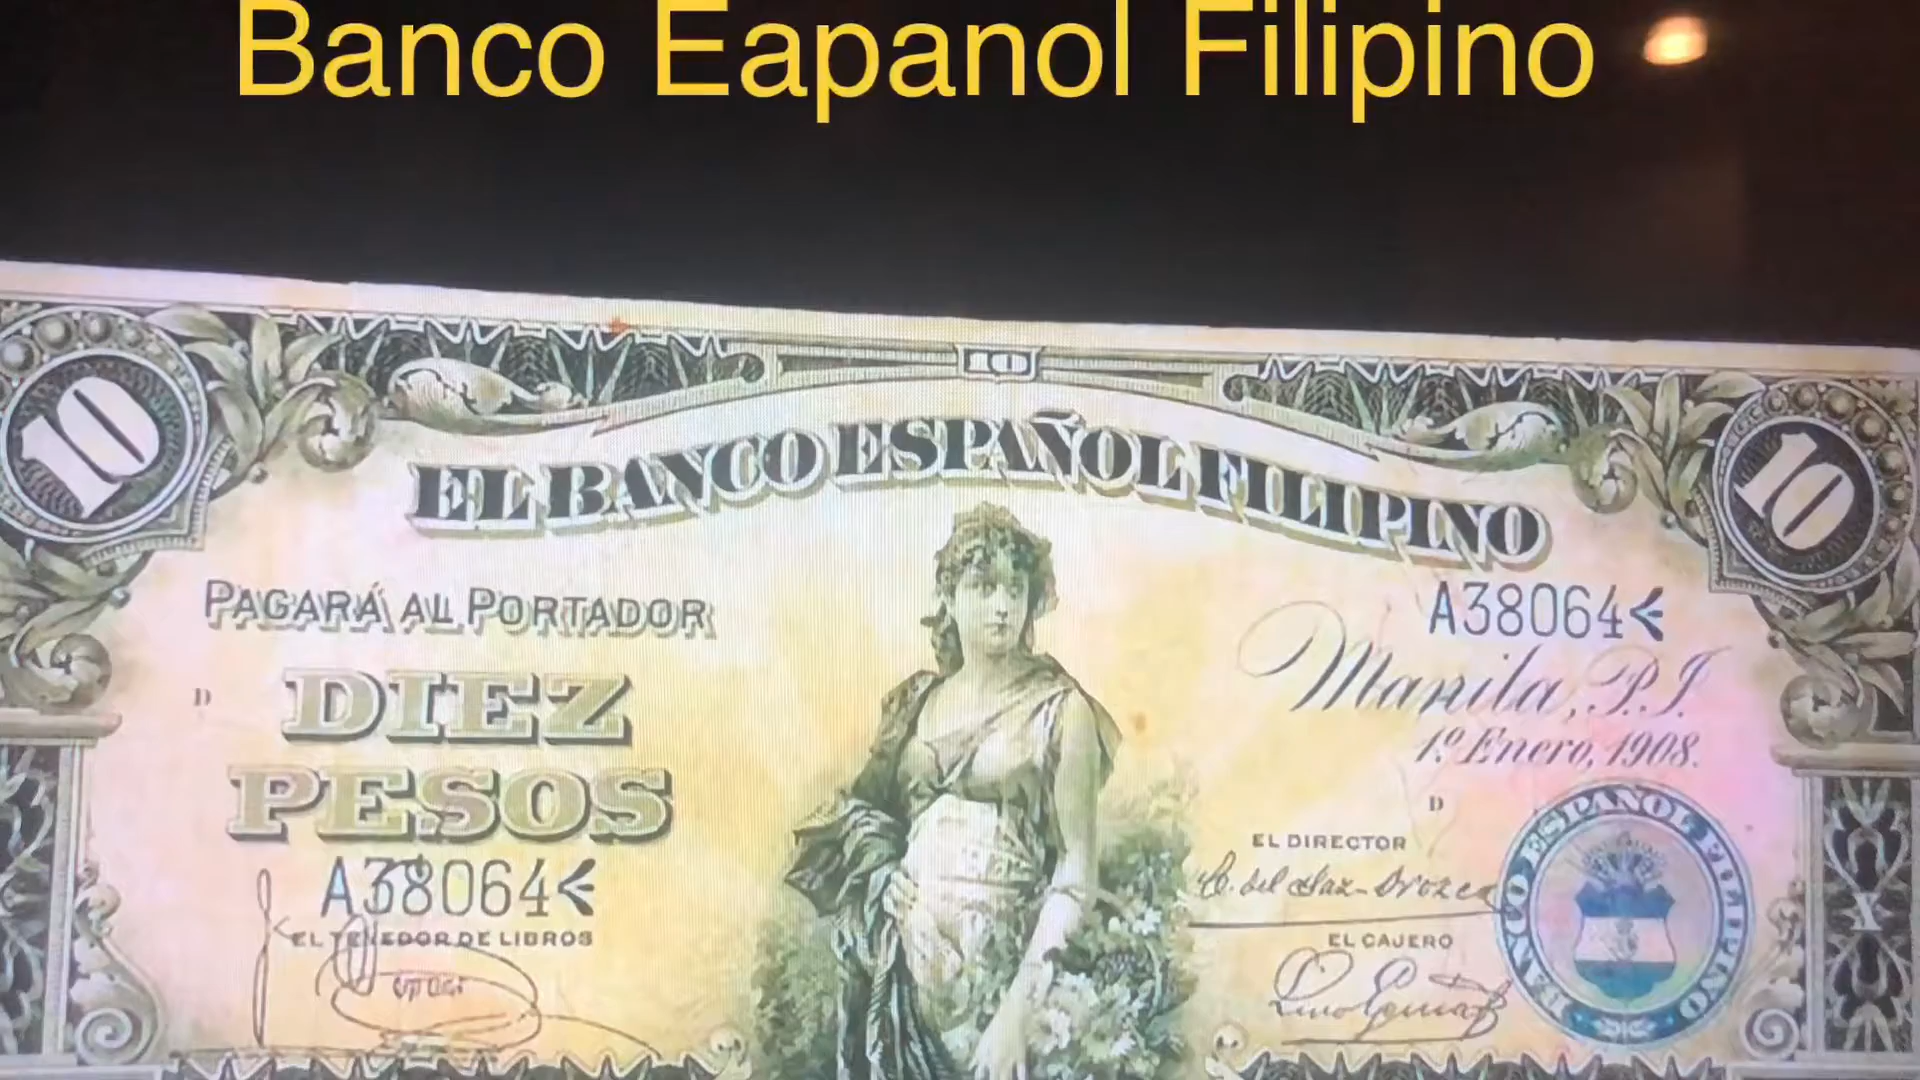 Banco Eapanol Filipino
10
10
10
EL BANCO ESPAÑOL FILIPINO
PAGARÁ AL PORTADOR
A38064
Manila, P.I.
D
DIEZ
1º Enero, 1908.
PESOS
D
BANCO ESPAÑOL FILIPINO
EL DIRECTOR
A38064
EL TENEDOR DE LIBROS
EL CAJERO